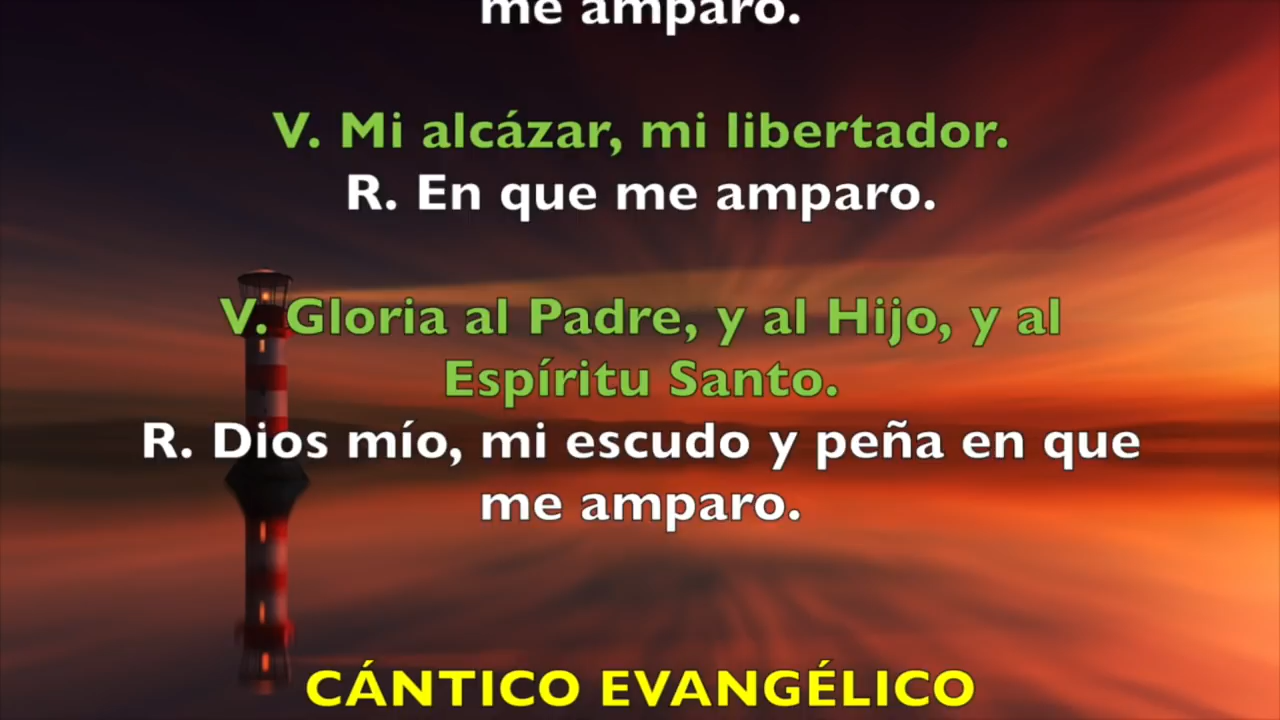 me amparo.
V. Mi alcázar, mi libertador.
R. En que me amparo.
V. Gloria al Padre, y al Hijo, y al
Espíritu Santo.
R. Dios mío, mi escudo y peña en que
me amparo.
CÁNTICO EVANGÉLICO